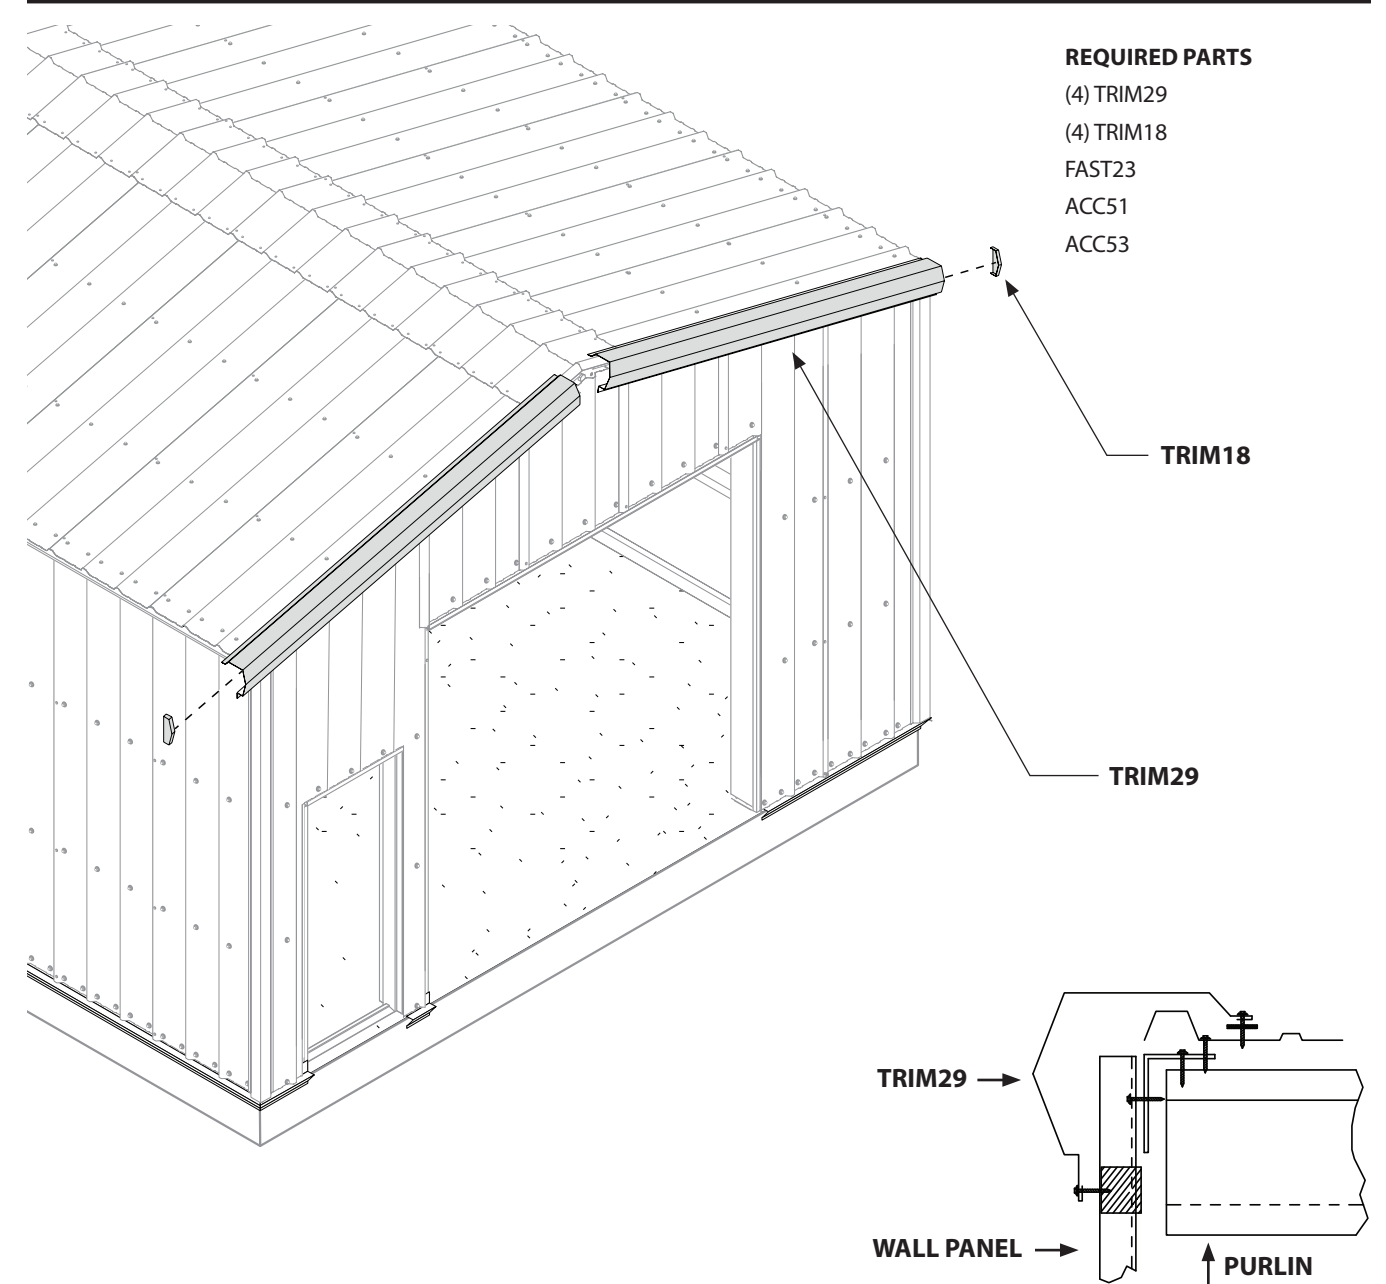 REQUIRED PARTS
(4) TRIM29
(4) TRIM18
FAST23
ACC51
ACC53
TRIM18
TRIM29
TRIM29
WALL PANEL
PURLIN